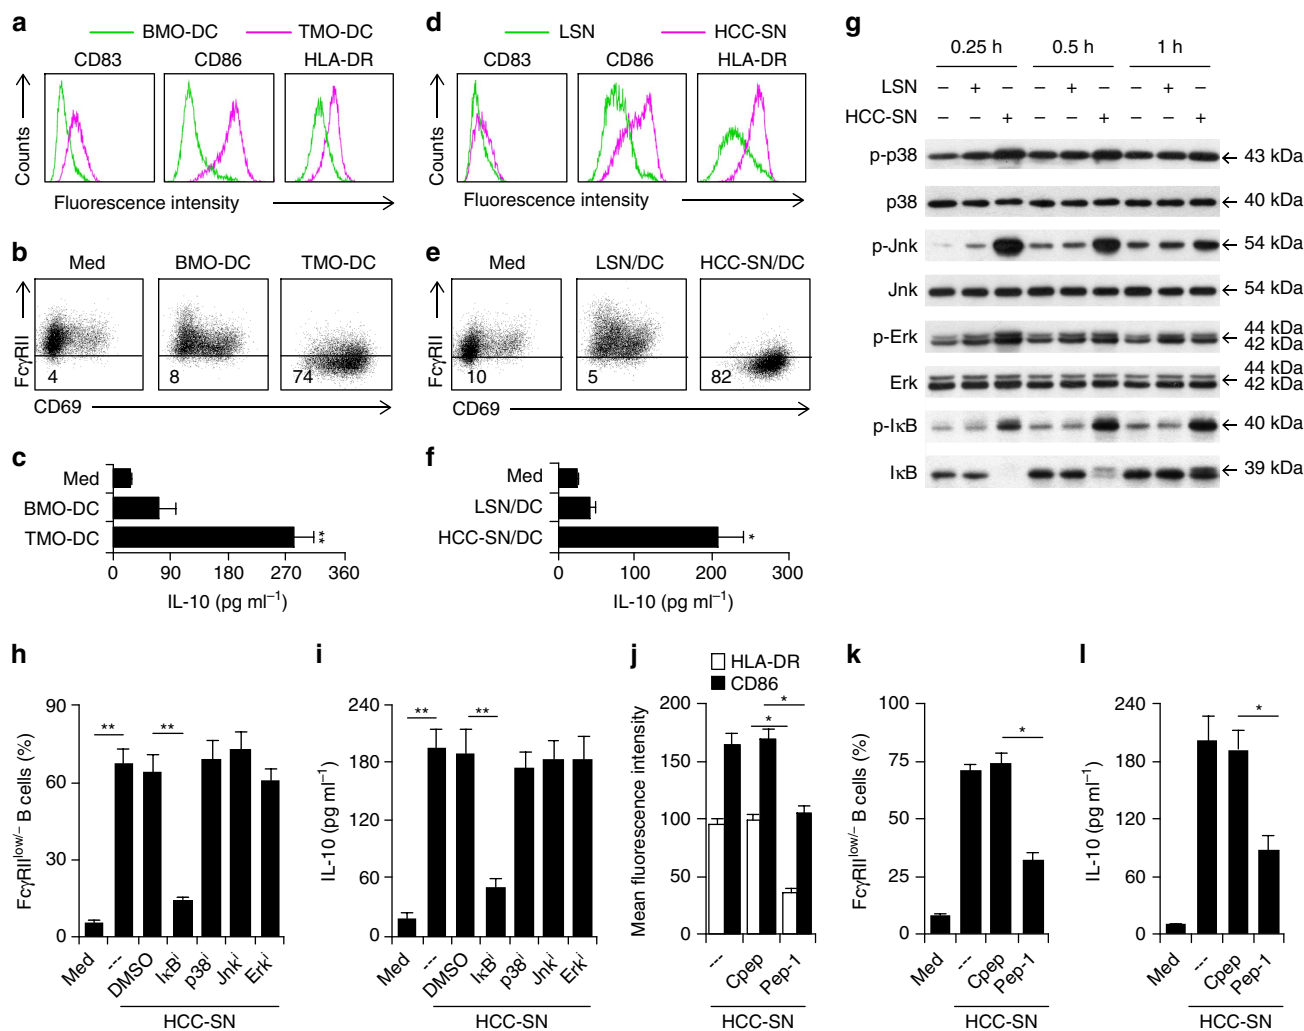 a
BMO-DC TMO-DC
CD83 CD86 HLA-DR
Counts
Fluorescence intensity
b
Med BMO-DC TMO-DC
FcγRII
4 8 74
CD69
c
Med
BMO-DC
TMO-DC
**
0 90 180 270 360
IL-10 (pg ml⁻¹)
d
LSN HCC-SN
CD83 CD86 HLA-DR
Counts
Fluorescence intensity
e
Med LSN/DC HCC-SN/DC
FcγRII
10 5 82
CD69
f
Med
LSN/DC
HCC-SN/DC
*
0 100 200 300
IL-10 (pg ml⁻¹)
g
0.25 h 0.5 h 1 h
LSN – + – – + – – + –
HCC-SN – – + – – + – – +
p-p38 ← 43 kDa
p38 ← 40 kDa
p-Jnk ← 54 kDa
Jnk ← 54 kDa
p-Erk ← 44 kDa
42 kDa
Erk ← 44 kDa
42 kDa
p-IκB ← 40 kDa
IκB ← 39 kDa
h
FcγRII^low/– B cells (%)
90
60
30
0
** **
Med --- DMSO IκBⁱ p38ⁱ Jnkⁱ Erkⁱ
HCC-SN
i
IL-10 (pg ml⁻¹)
240
180
120
60
0
** **
Med --- DMSO IκBⁱ p38ⁱ Jnkⁱ Erkⁱ
HCC-SN
j
HLA-DR
CD86
Mean fluorescence intensity
200
150
100
50
0
*
*
--- Cpep Pep-1
HCC-SN
k
FcγRII^low/– B cells (%)
100
75
50
25
0
*
Med --- Cpep Pep-1
HCC-SN
l
IL-10 (pg ml⁻¹)
240
180
120
60
0
*
Med --- Cpep Pep-1
HCC-SN